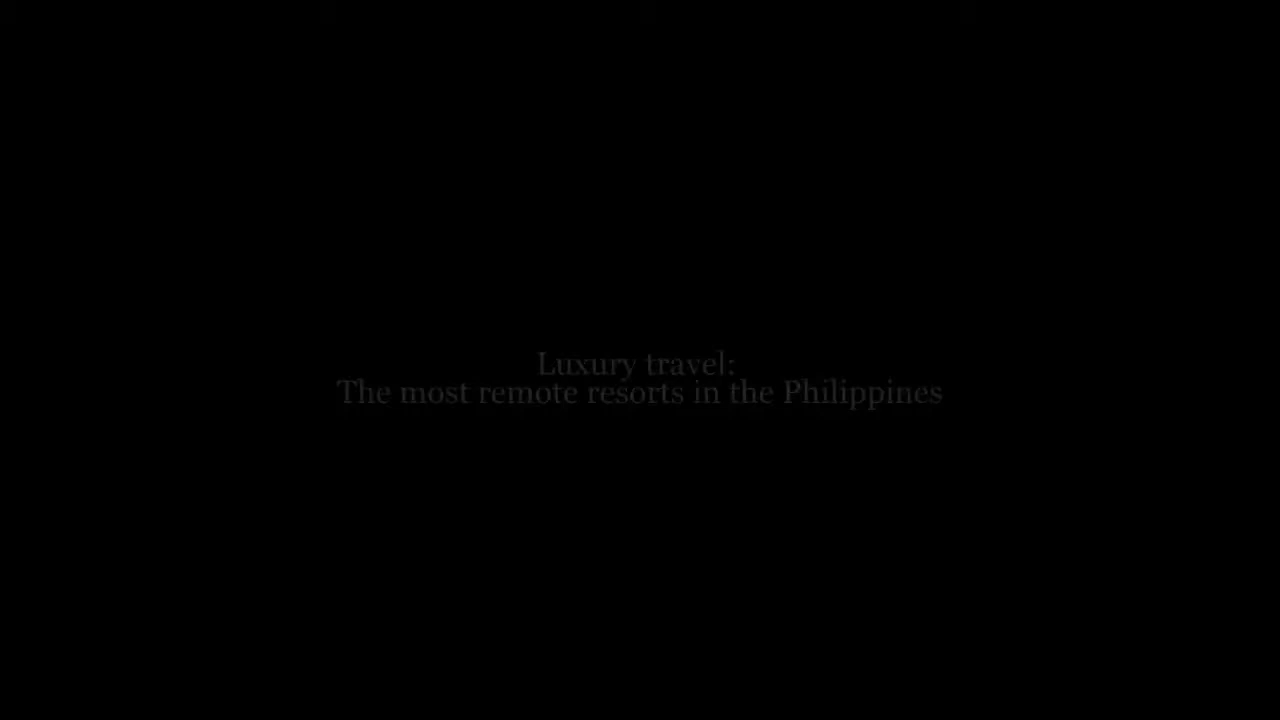 Luxury travel:
The most remote resorts in the Philippines